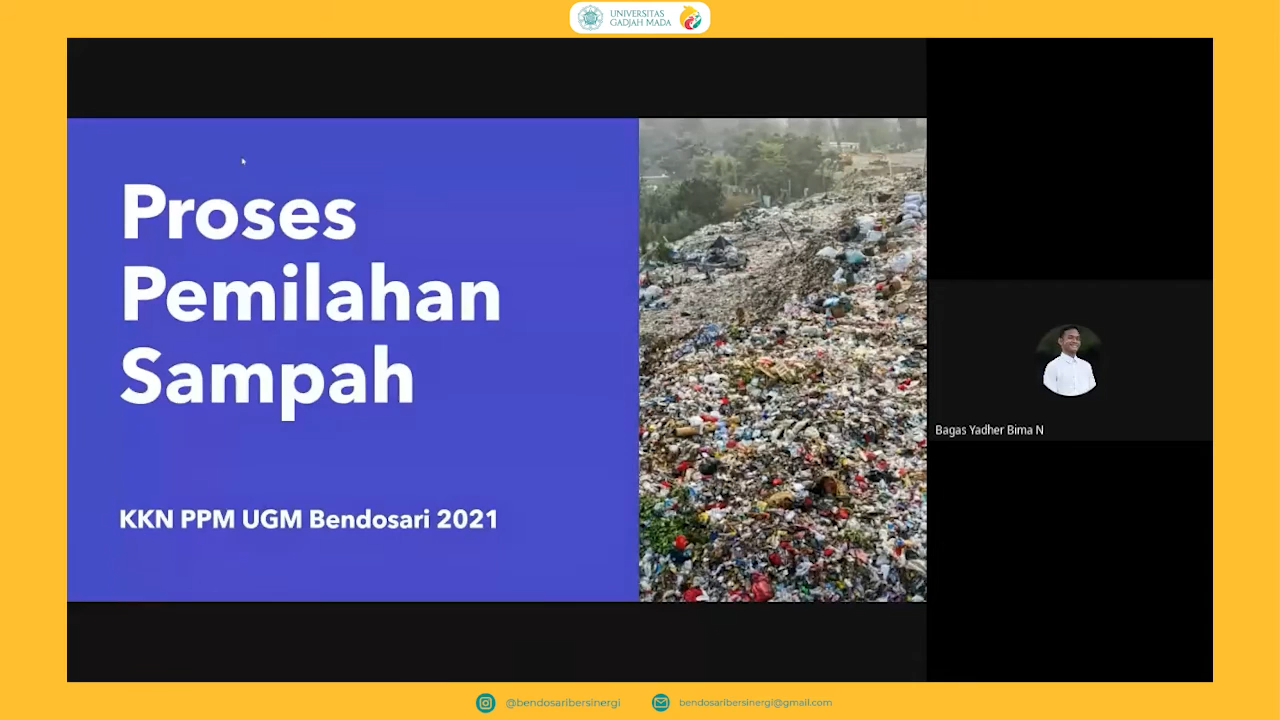 UNIVERSITAS
GADJAH MADA
Proses
Pemilahan
Sampah
KKN PPM UGM Bendosari 2021
Bagas Yadher Bima N
@bendosaribersinergi
bendosaribersinergi@gmail.com